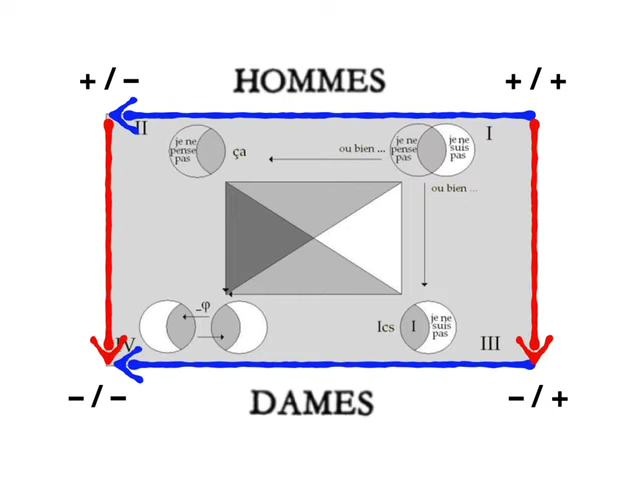 + / − HOMMES + / +
II je ne pense pas ça ou bien ... je ne pense pas je ne suis pas I
ou bien ...
IV −φ Ics I je ne suis pas III
− / − DAMES − / +